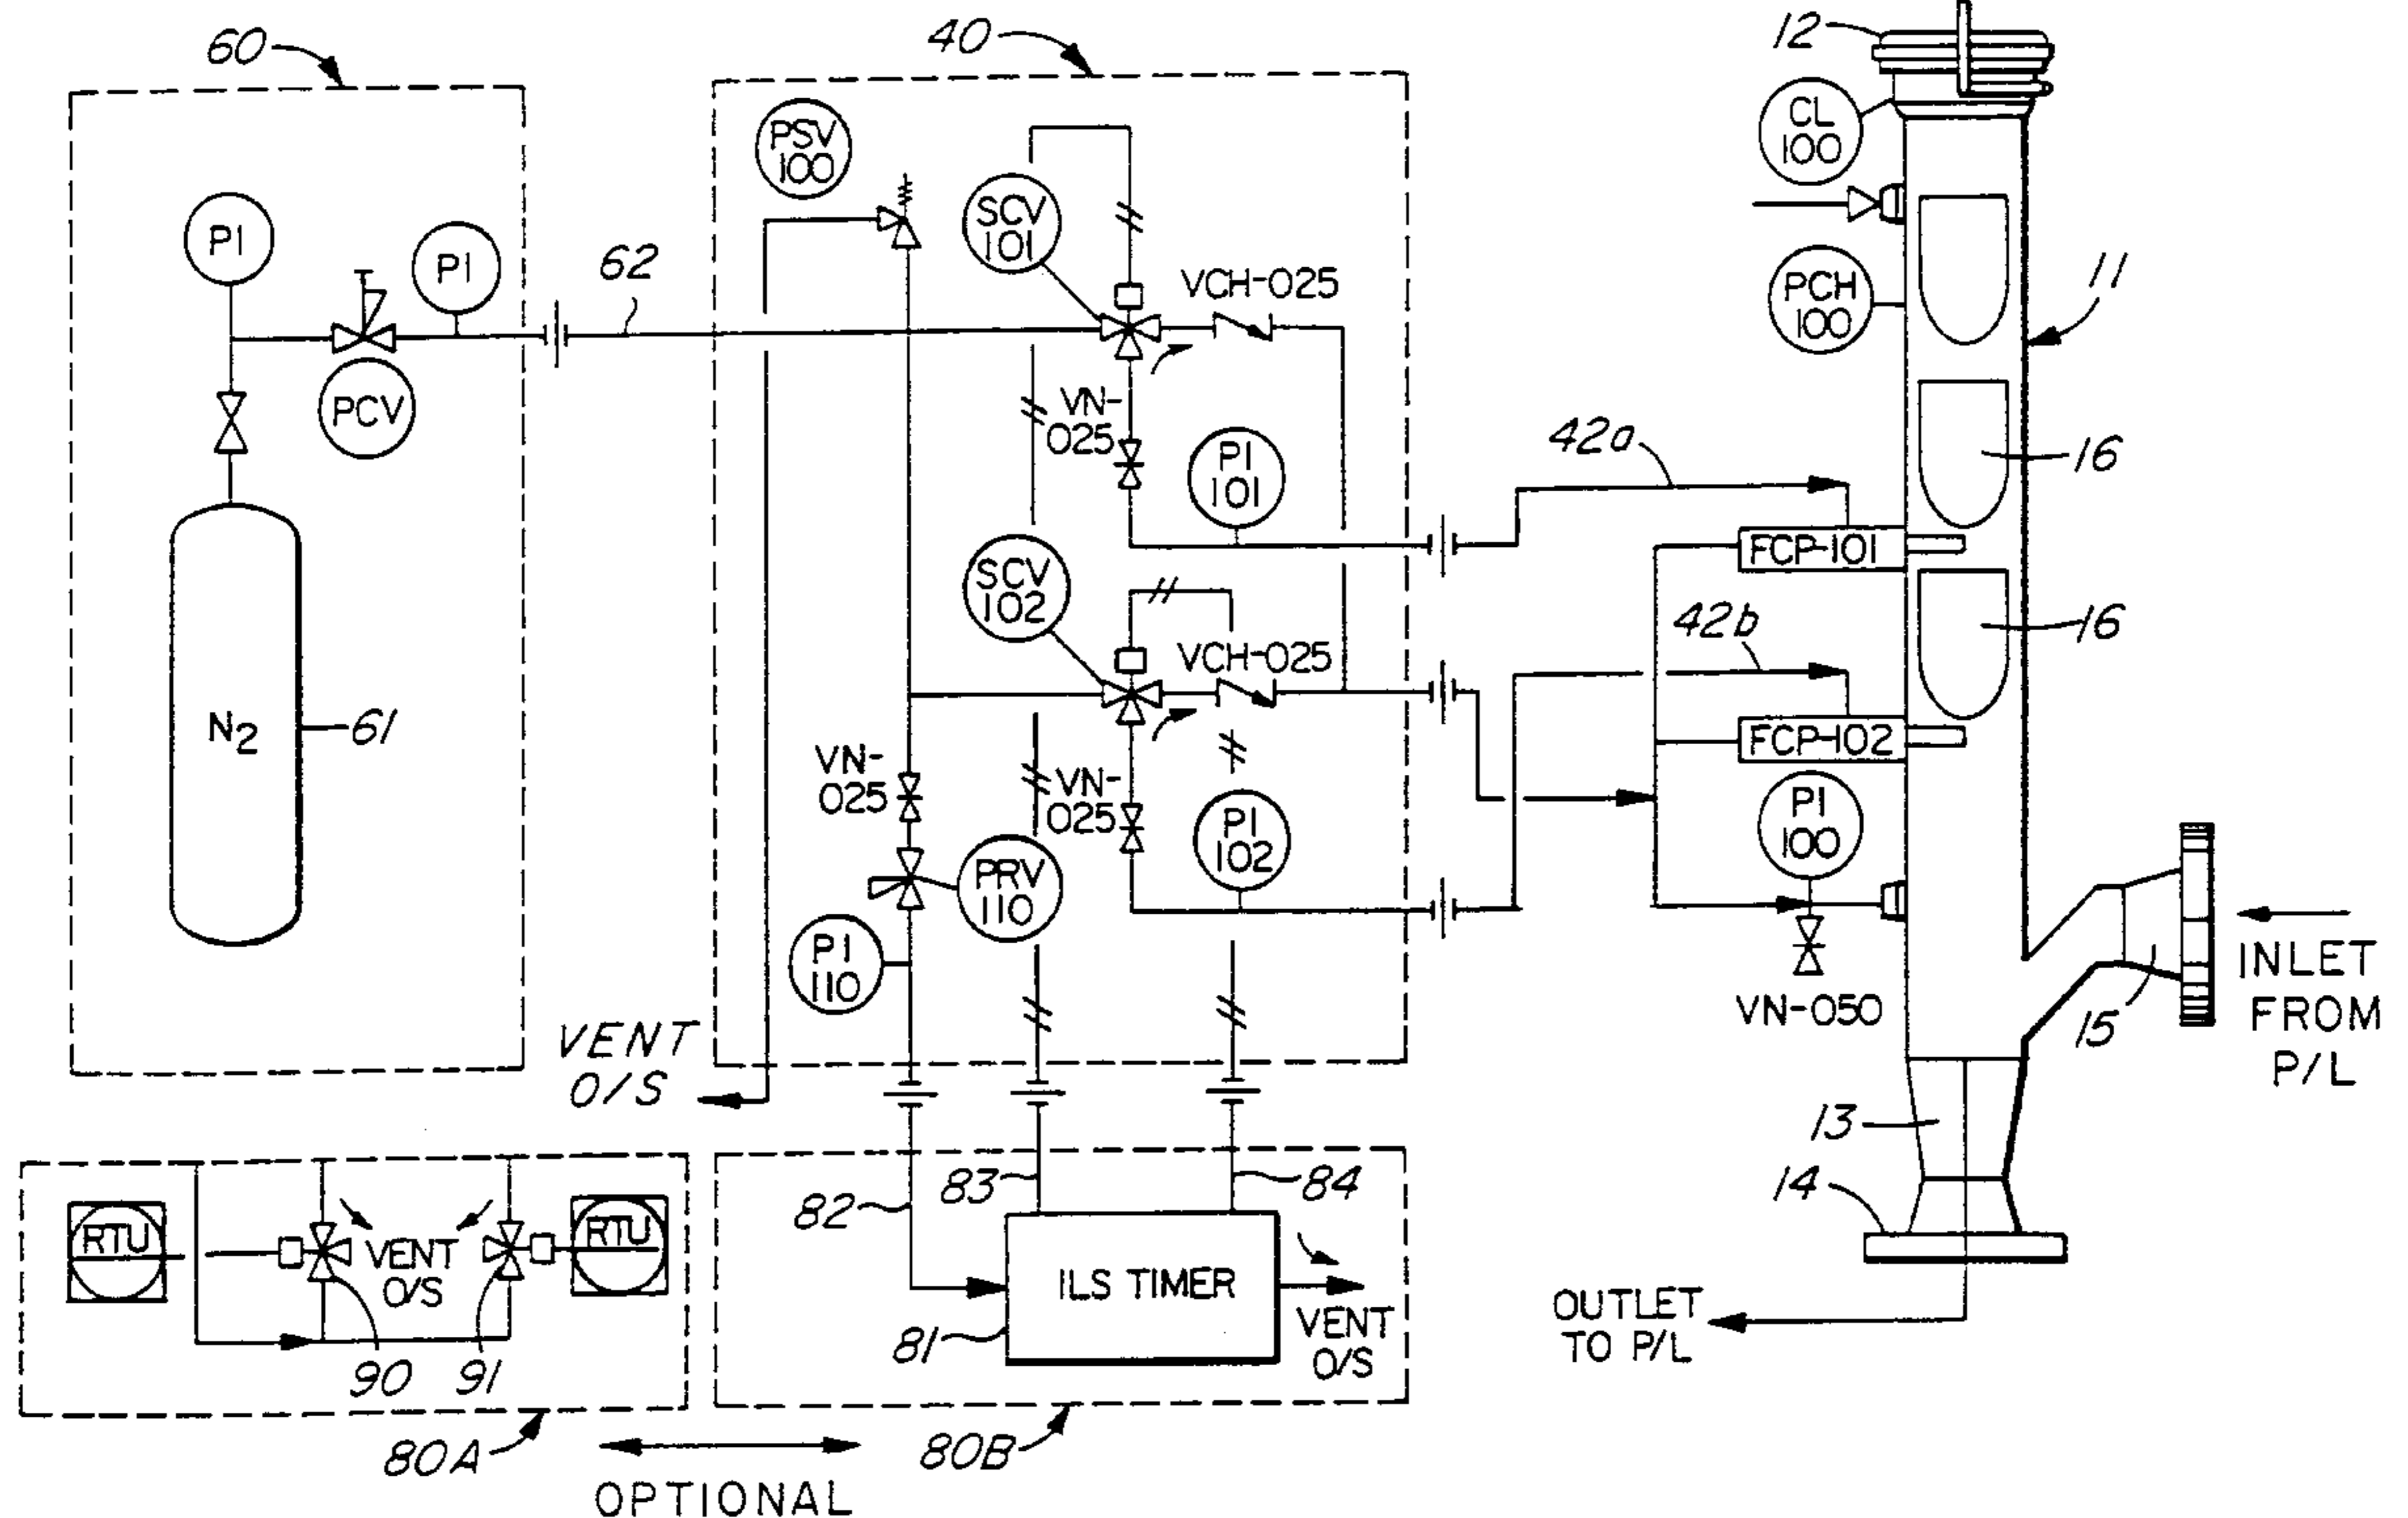 60
40
12
PSV
100
CL
100
SCV
101
PI
PI
62
VCH-025
PCH
100
11
PCV
VN-
025
PI
101
42a
16
FCP-101
SCV
102
VCH-025
42b
16
N2
61
FCP-102
VN-
025
VN-
025
PI
102
PI
100
PRV
110
PI
110
INLET
FROM
P/L
VN-050
15
VENT
O/S
13
83
84
82
14
RTU
VENT
O/S
RTU
ILS TIMER
VENT
O/S
81
OUTLET
TO P/L
90
91
80A
80B
OPTIONAL